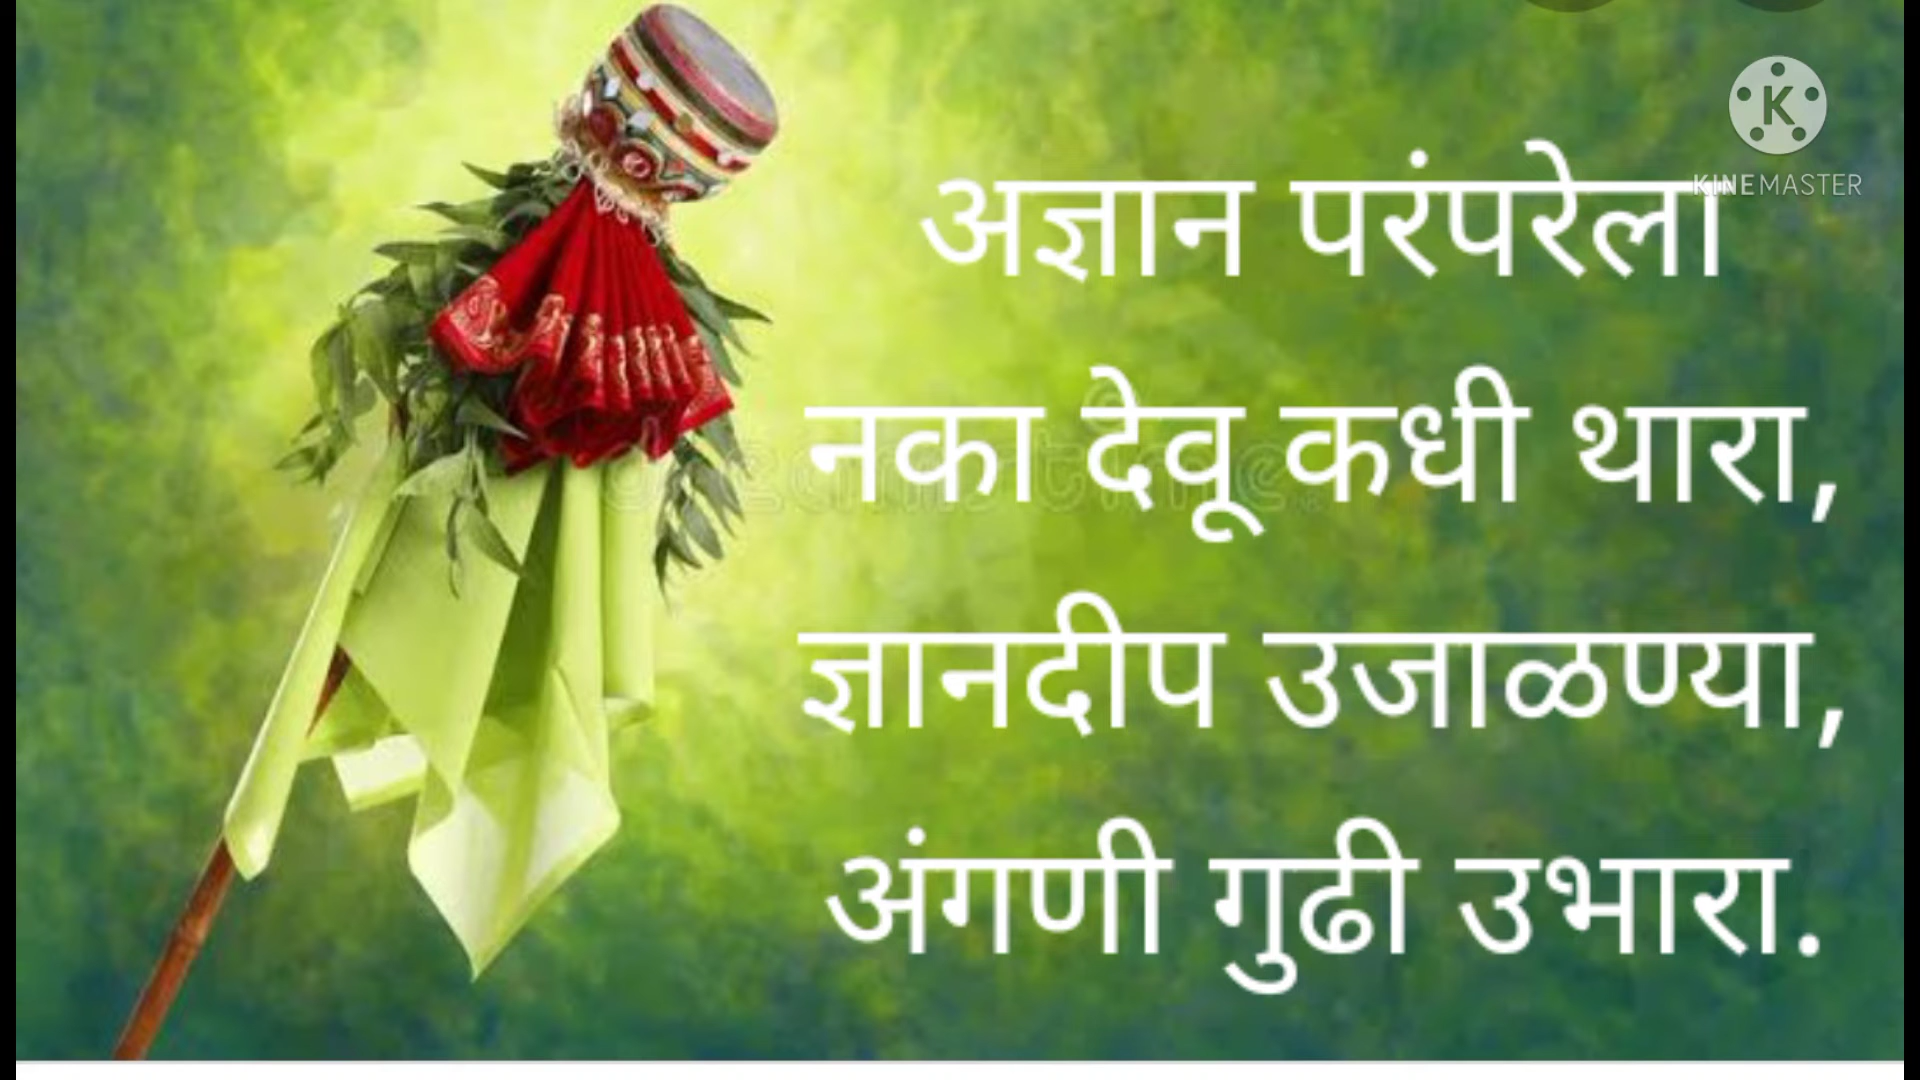 KINEMASTER
अज्ञान परंपरेला
नका देवू कधी थारा,
ज्ञानदीप उजाळण्या,
अंगणी गुढी उभारा.